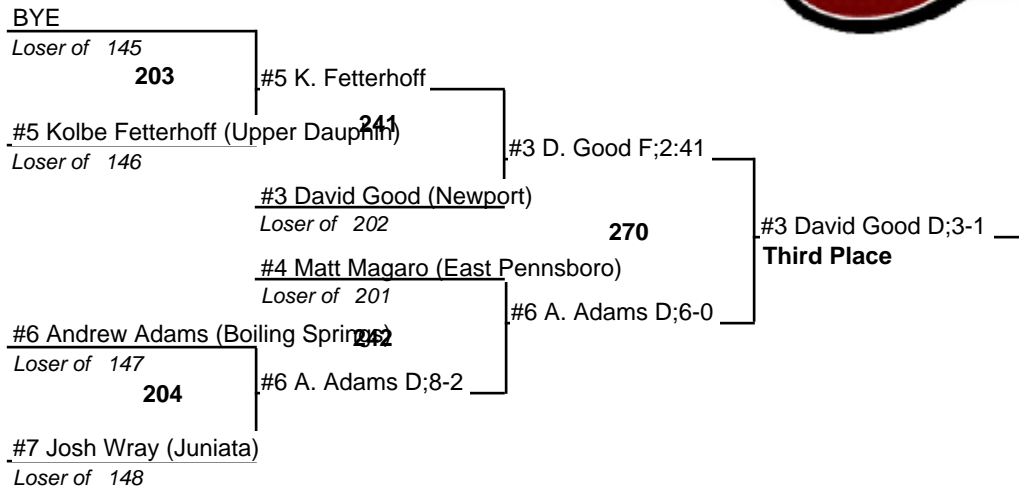 BYE
Loser of 145
203
#5 K. Fetterhoff
#5 Kolbe Fetterhoff (Upper Dauphin)
241
Loser of 146
#3 D. Good F;2:41
#3 David Good (Newport)
Loser of 202
270
#3 David Good D;3-1
Third Place
#4 Matt Magaro (East Pennsboro)
Loser of 201
#6 A. Adams D;6-0
#6 Andrew Adams (Boiling Springs)
242
Loser of 147
204
#6 A. Adams D;8-2
#7 Josh Wray (Juniata)
Loser of 148